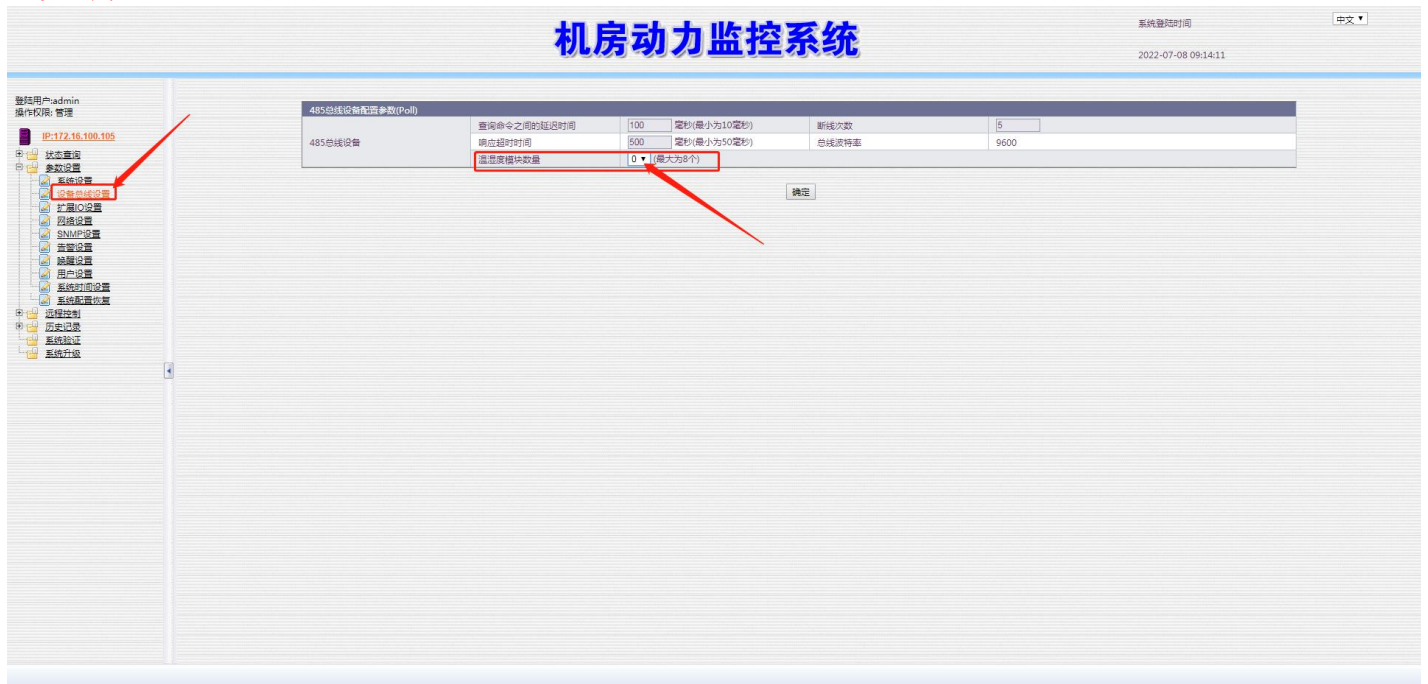 机房动力监控系统
系统登陆时间
中文
2022-07-08 09:14:11
登陆用户:admin
操作权限: 管理
IP:172.16.100.105
状态查询
参数设置
系统设置
设备总线设置
扩展IO设置
网络设置
SNMP设置
告警设置
唤醒设置
用户设置
系统时间设置
系统配置恢复
远程控制
历史记录
系统验证
系统升级
485总线设备配置参数(Poll)
485总线设备
查询命令之间的延迟时间 100 毫秒(最小为10毫秒) 断线次数 5
响应超时时间 500 毫秒(最小为50毫秒) 总线波特率 9600
温湿度模块数量 0 (最大为8个)
确定